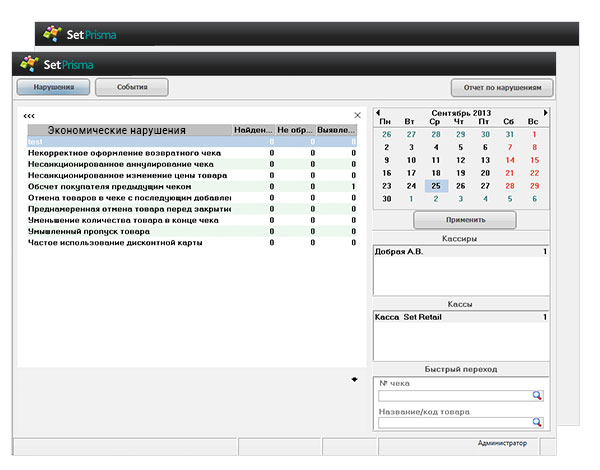 SetPrisma
SetPrisma
Нарушения События Отчет по нарушениям
‹‹‹
Экономические нарушения Найден... Не обр... Выявле...
test 0 0 0
Некорректное оформление возвратного чека 0 0 0
Несанкционированное аннулирование чека 0 0 0
Несанкционированное изменение цены товара 0 0 0
Обсчет покупателя предыдущим чеком 0 0 1
Отмена товаров в чеке с последующим добавлен 0 0 0
Преднамеренная отмена товара перед закрытие 0 0 0
Уменьшение количества товара в конце чека 0 0 0
Умышленный пропуск товара 0 0 0
Частое использование дисконтной карты 0 0 0
Сентябрь 2013
Пн Вт Ср Чт Пт Сб Вс
26 27 28 29 30 31 1
2 3 4 5 6 7 8
9 10 11 12 13 14 15
16 17 18 19 20 21 22
23 24 25 26 27 28 29
30 1 2 3 4 5 6
Применить
Кассиры
Добрая А.В. 1
Кассы
Касса Set Retail 1
Быстрый переход
№ чека
Название/код товара
Администратор